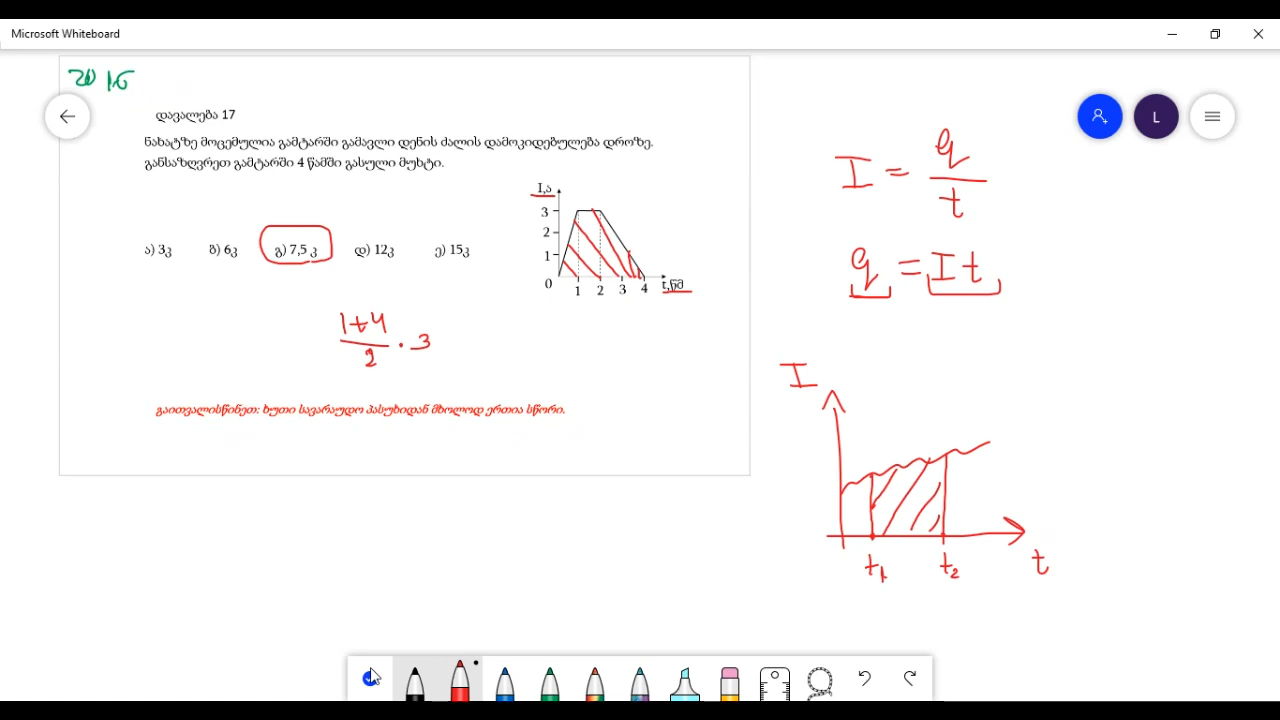 Microsoft Whiteboard
2016
დავალება 17
ნახატზე მოცემულია გამტარში გამავლი დენის ძალის დამოკიდებულება დროზე.
განსაზღვრეთ გამტარში 4 წამში გასული მუხტი.
I,ა
3
2
1
0
1 2 3 4 t,წმ
ა) 3კ ბ) 6კ გ) 7,5 კ დ) 12კ ე) 15კ
1+4
2
· 3
გაითვალისწინეთ: ხუთი სავარაუდო პასუხიდან მხოლოდ ერთია სწორი.
L
I = q
t
q = I t
I
t1 t2 t